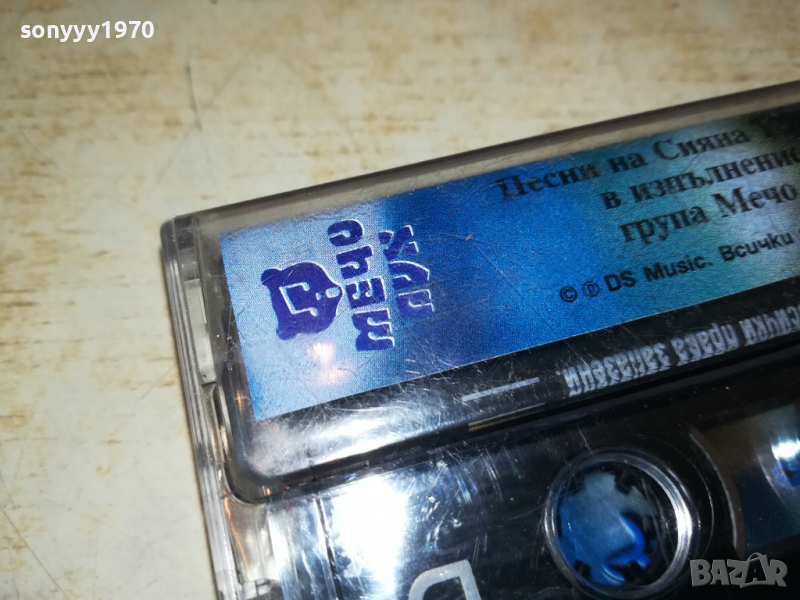 sonyyy1970
МЕЧО
ПУХ
Песни на Сияна
в изпълнение
група Мечо
© ℗ DS Music. Всички
всички права запазени.
BAZAR